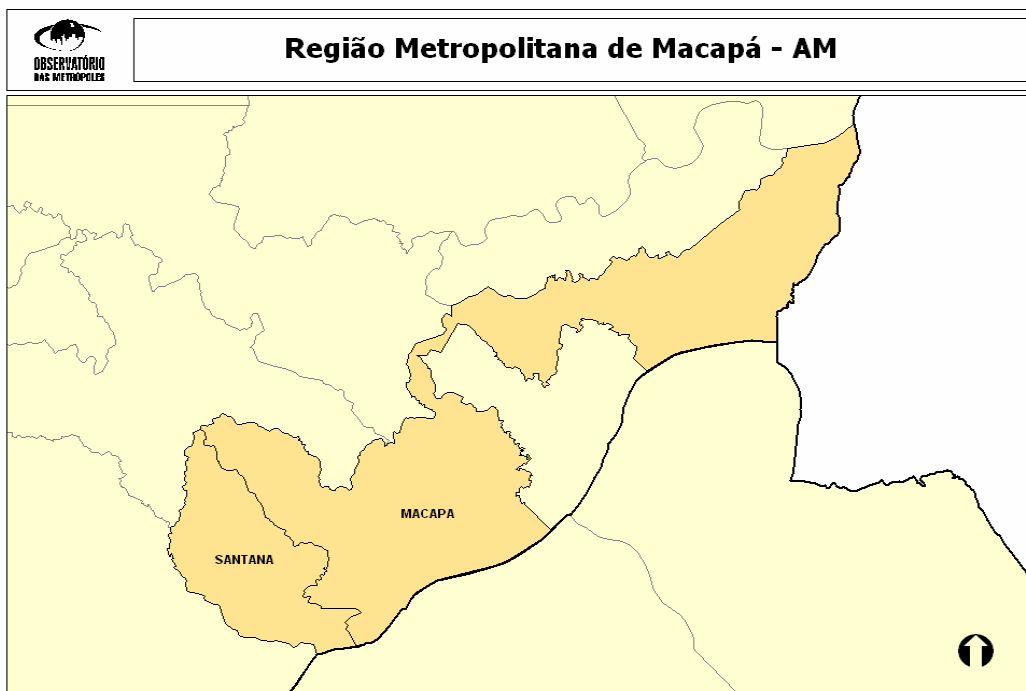 OBSERVATÓRIO
DAS METRÓPOLES
Região Metropolitana de Macapá - AM
MACAPA
SANTANA